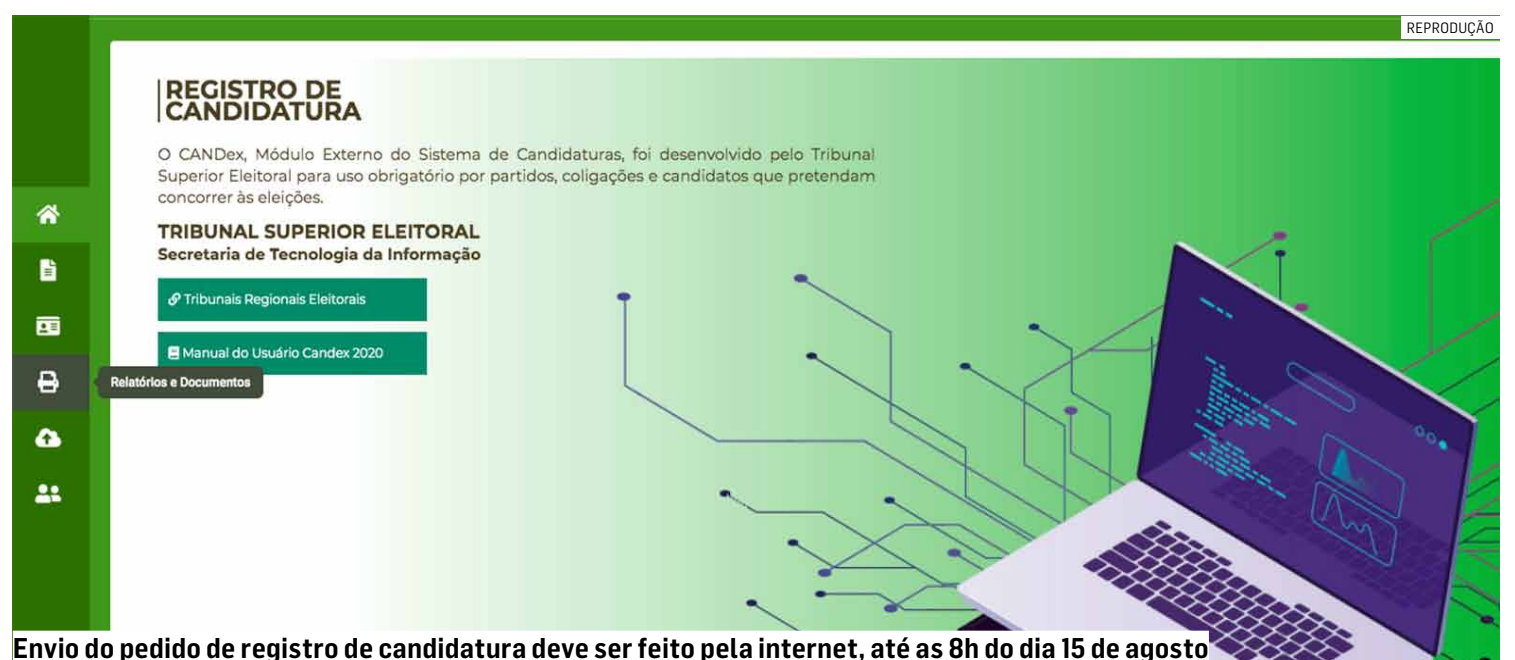 REPRODUÇÃO
REGISTRO DE
CANDIDATURA
O CANDex, Módulo Externo do Sistema de Candidaturas, foi desenvolvido pelo Tribunal
Superior Eleitoral para uso obrigatório por partidos, coligações e candidatos que pretendam
concorrer às eleições.
TRIBUNAL SUPERIOR ELEITORAL
Secretaria de Tecnologia da Informação
Tribunais Regionais Eleitorais
Manual do Usuário Candex 2020
Relatórios e Documentos
Envio do pedido de registro de candidatura deve ser feito pela internet, até as 8h do dia 15 de agosto